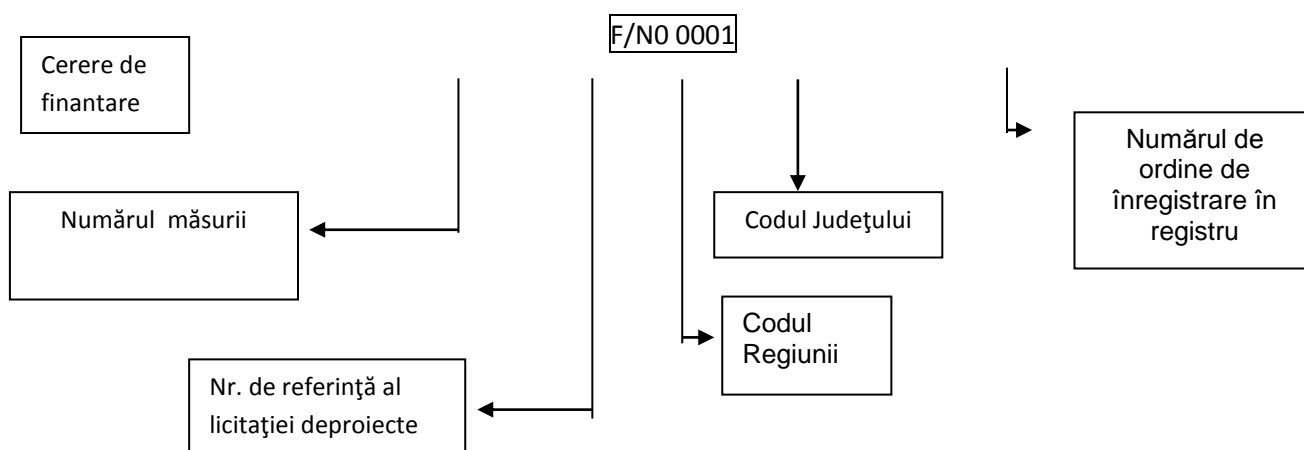 F/N0 0001
Cerere de
finantare
Numărul de
ordine de
înregistrare în
registru
Numărul măsurii
Codul Judeţului
Codul
Regiunii
Nr. de referinţă al
licitaţiei deproiecte